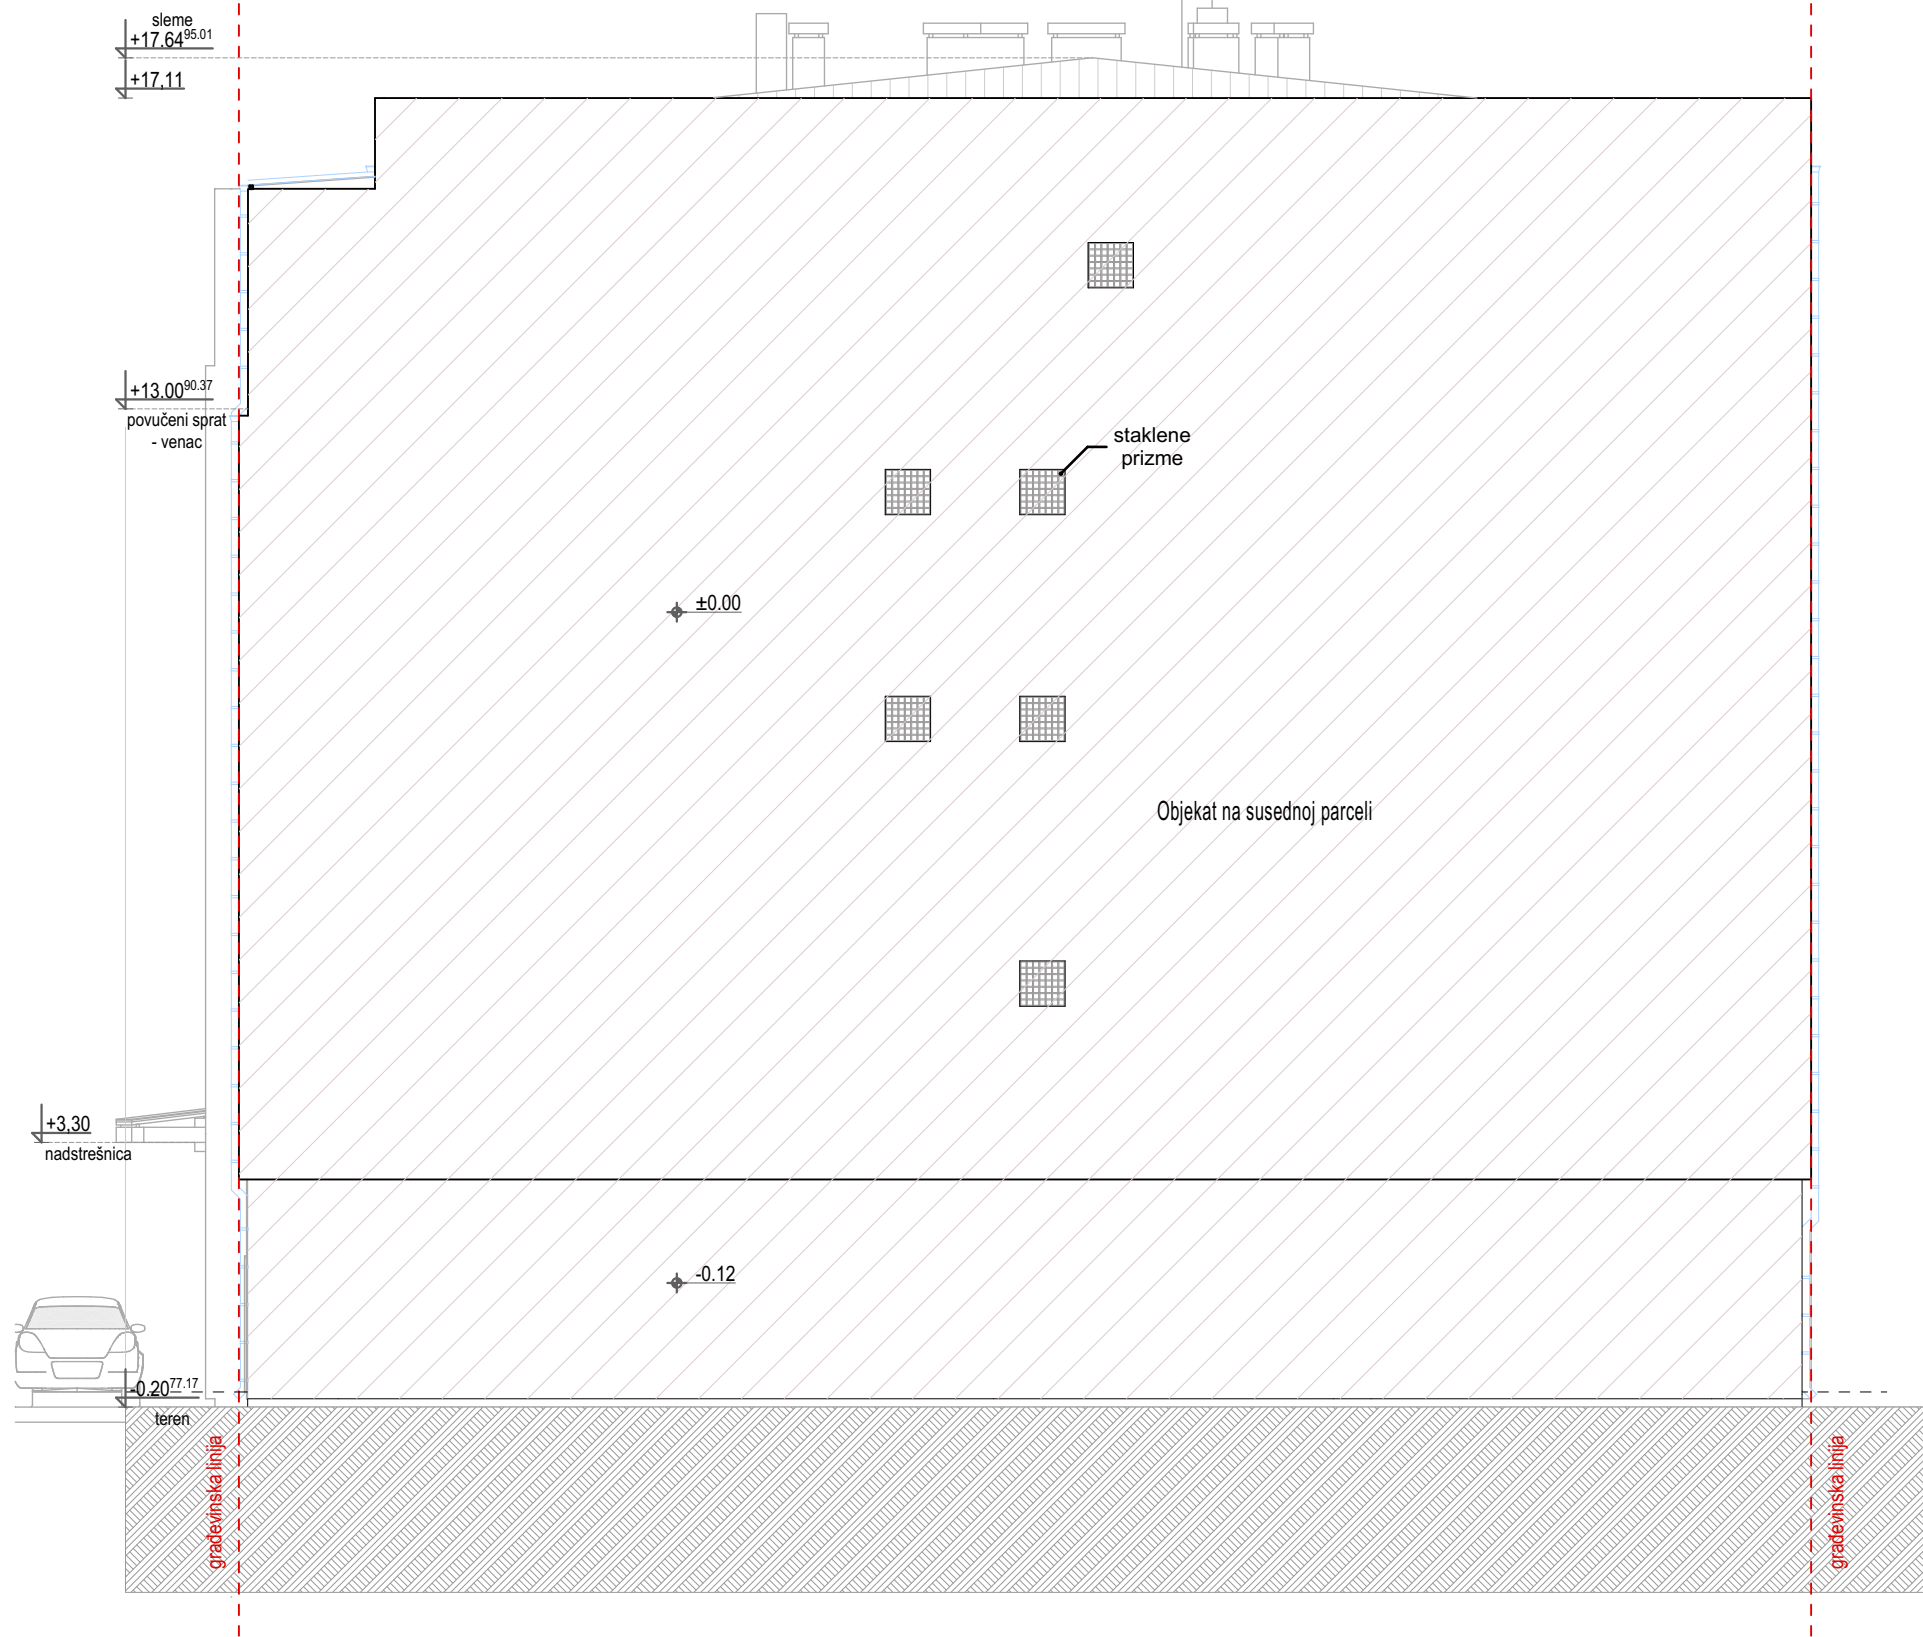 sleme
+17.64 95.01
+17,11
+13.00 90.37
povučeni sprat
- venac
staklene
prizme
±0.00
Objekat na susednoj parceli
+3,30
nadstrešnica
-0.12
-0.20 77.17
teren
građevinska linija
građevinska linija